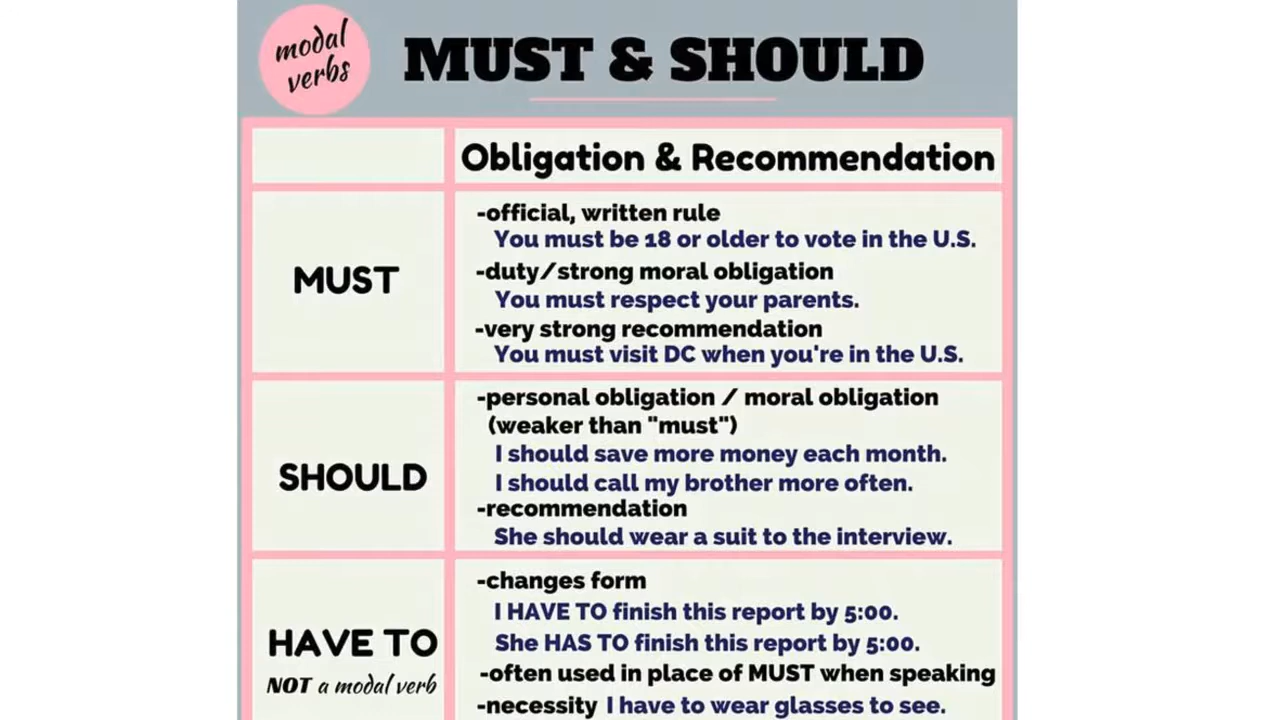 modal
verbs
MUST & SHOULD
Obligation & Recommendation
MUST
-official, written rule
You must be 18 or older to vote in the U.S.
-duty/strong moral obligation
You must respect your parents.
-very strong recommendation
You must visit DC when you're in the U.S.
SHOULD
-personal obligation / moral obligation
(weaker than "must")
I should save more money each month.
I should call my brother more often.
-recommendation
She should wear a suit to the interview.
HAVE TO
NOT a modal verb
-changes form
I HAVE TO finish this report by 5:00.
She HAS TO finish this report by 5:00.
-often used in place of MUST when speaking
-necessity I have to wear glasses to see.